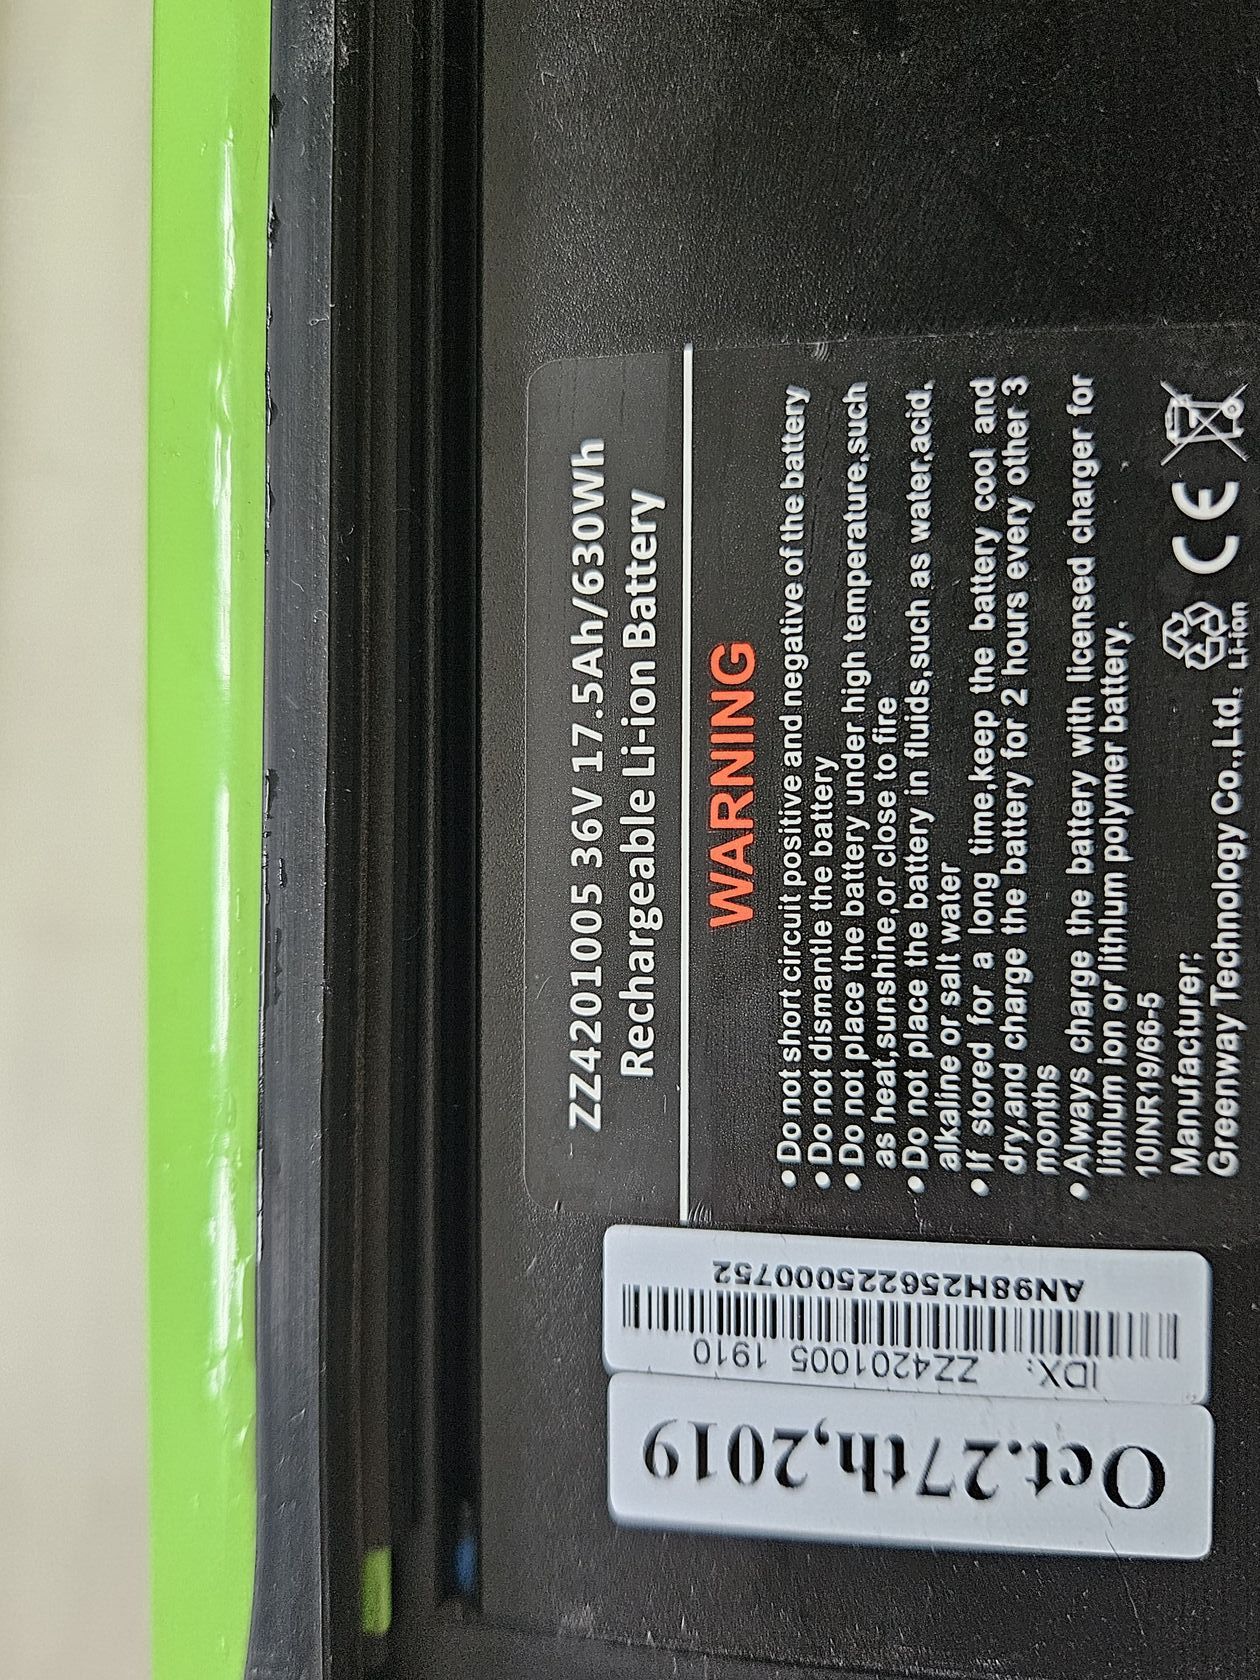 ZZ4201005 36V 17.5Ah/630Wh
Rechargeable Li-ion Battery
WARNING
• Do not short circuit positive and negative of the battery
• Do not dismantle the battery
• Do not place the battery under high temperature,such
as heat,sunshine,or close to fire
• Do not place the battery in fluids,such as water,acid,
alkaline or salt water
• If stored for a long time,keep the battery cool and
dry,and charge the battery for 2 hours every other 3
months
• Always charge the battery with licensed charger for
lithium ion or lithium polymer battery.
10INR19/66-5
Manufacturer:
Greenway Technology Co.,Ltd.
Li-ion
CE
AN98H256225000752
IDX: ZZ4201005 1910
Oct.27th,2019